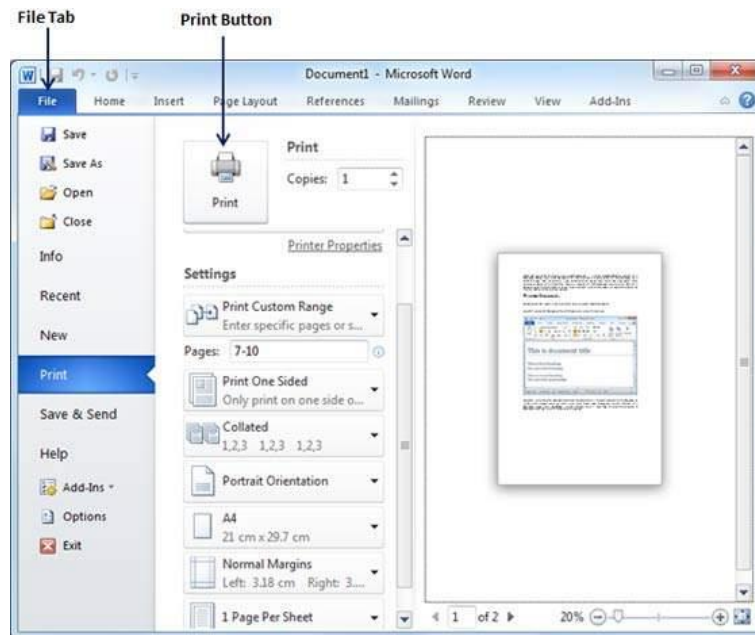 File Tab
Print Button
Document1 - Microsoft Word
File Home Insert Page Layout References Mailings Review View Add-Ins
Save
Save As
Open
Close
Info
Recent
New
Print
Save & Send
Help
Add-Ins
Options
Exit
Print
Print
Copies: 1
Printer Properties
Settings
Print Custom Range
Enter specific pages or s...
Pages: 7-10
Print One Sided
Only print on one side o...
Collated
1,2,3 1,2,3 1,2,3
Portrait Orientation
A4
21 cm x 29.7 cm
Normal Margins
Left: 3.18 cm Right: 3....
1 Page Per Sheet
This is document title
1 of 2
20%